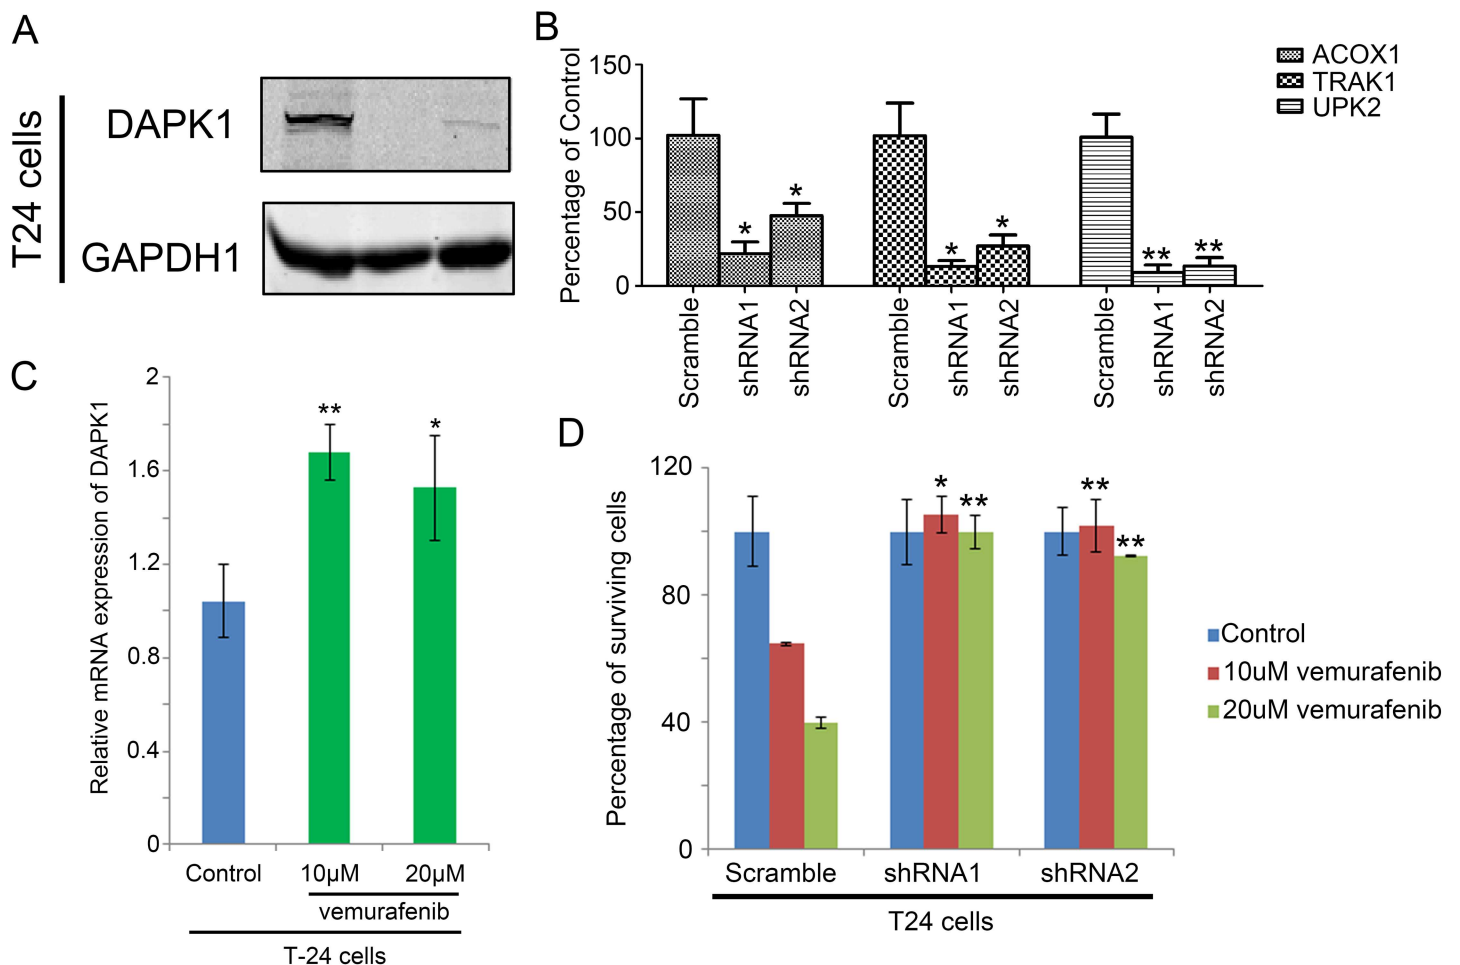 A
T24 cells
DAPK1
GAPDH1
B
Percentage of Control
150
100
50
0
* * * * ** **
Scramble shRNA1 shRNA2 Scramble shRNA1 shRNA2 Scramble shRNA1 shRNA2
ACOX1
TRAK1
UPK2
C
Relative mRNA expression of DAPK1
2
1.6
1.2
0.8
0.4
0
** *
Control 10µM 20µM
vemurafenib
T-24 cells
D
Percentage of surviving cells
120
80
40
0
* ** ** **
Scramble shRNA1 shRNA2
T24 cells
Control
10uM vemurafenib
20uM vemurafenib